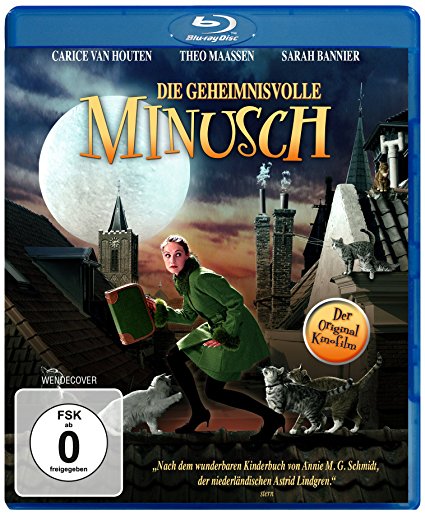 Blu-ray Disc
CARICE VAN HOUTEN THEO MAASSEN SARAH BANNIER
DIE GEHEIMNISVOLLE
MINUSCH
Der
Original
Kinofilm
WENDECOVER
FSK
ab
0
freigegeben
„Nach dem wunderbaren Kinderbuch von Annie M. G. Schmidt,
der niederländischen Astrid Lindgren.“
stern